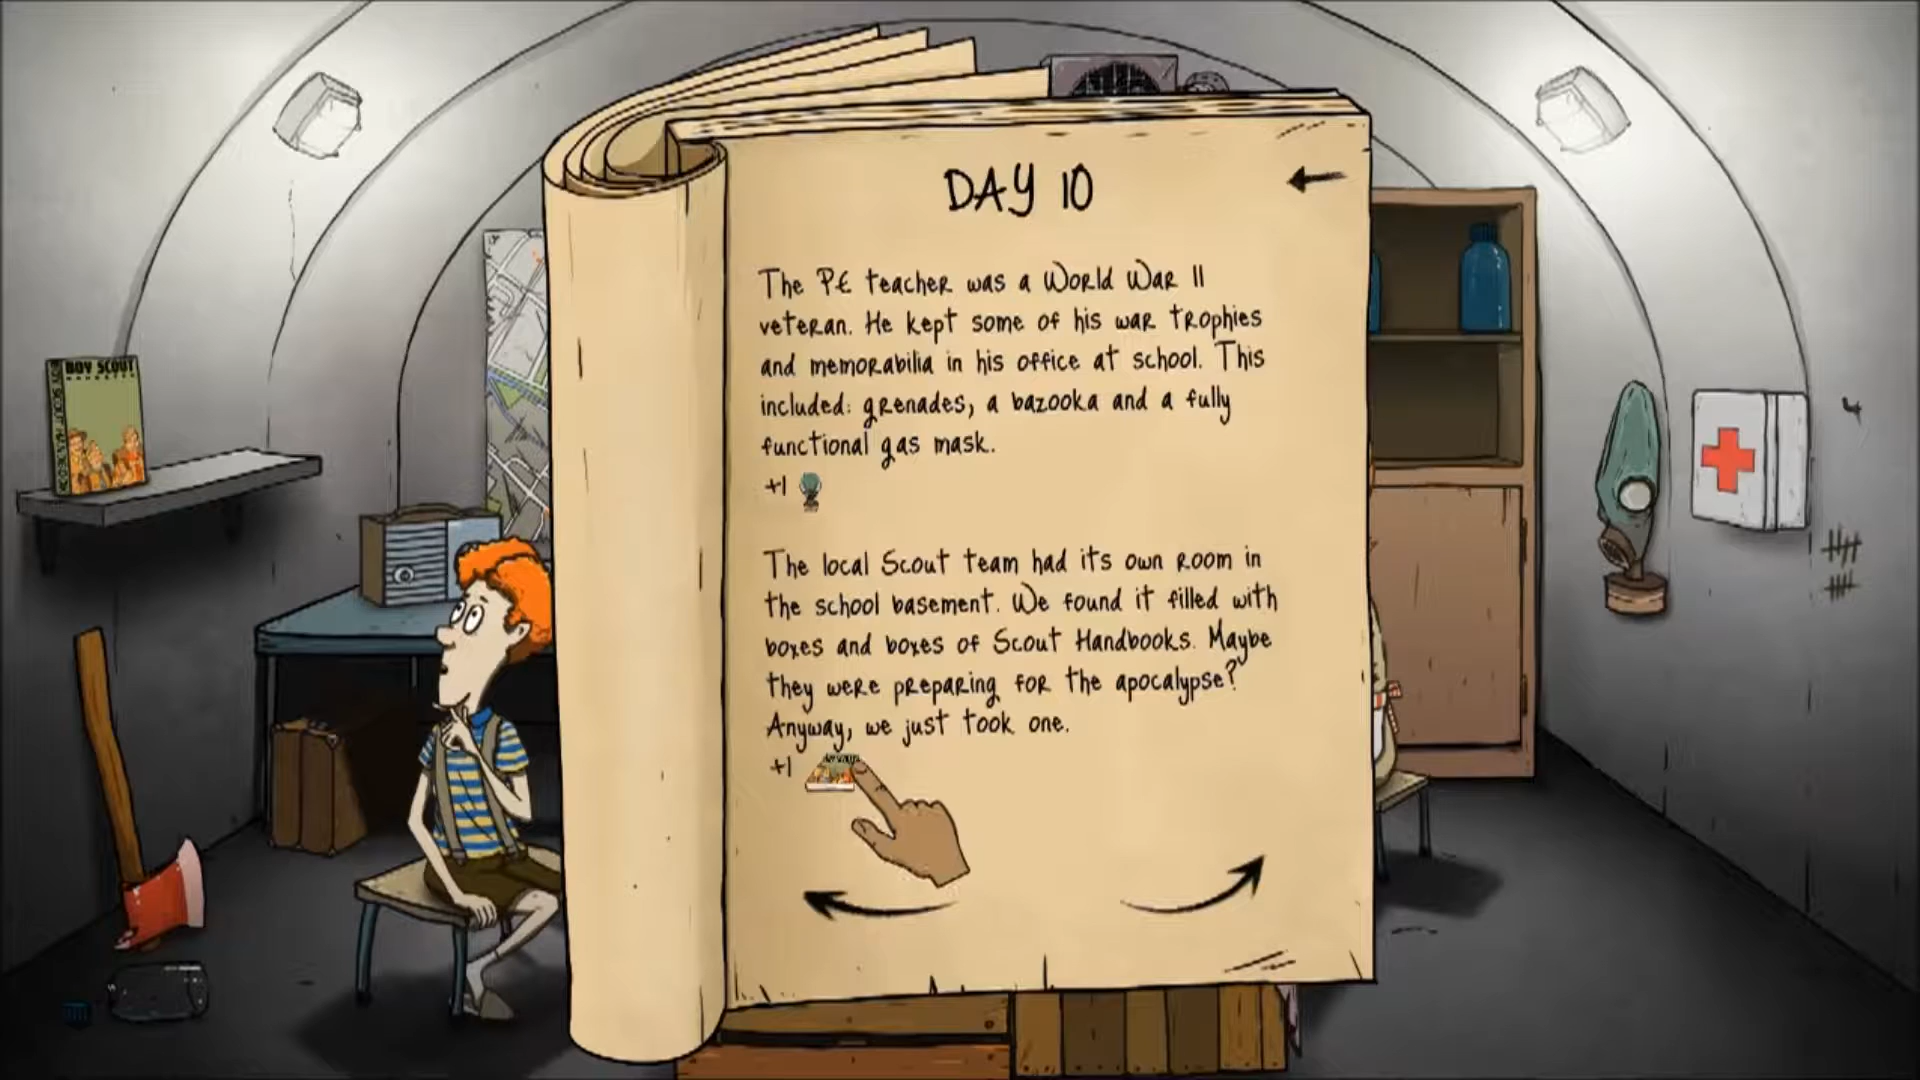 DAY 10
The PE teacher was a World War II
veteran. He kept some of his war trophies
and memorabilia in his office at school. This
included: grenades, a bazooka and a fully
functional gas mask.
+1
The local Scout team had its own room in
the school basement. We found it filled with
boxes and boxes of Scout Handbooks. Maybe
they were preparing for the apocalypse?
Anyway, we just took one.
+1
BOY SCOUT